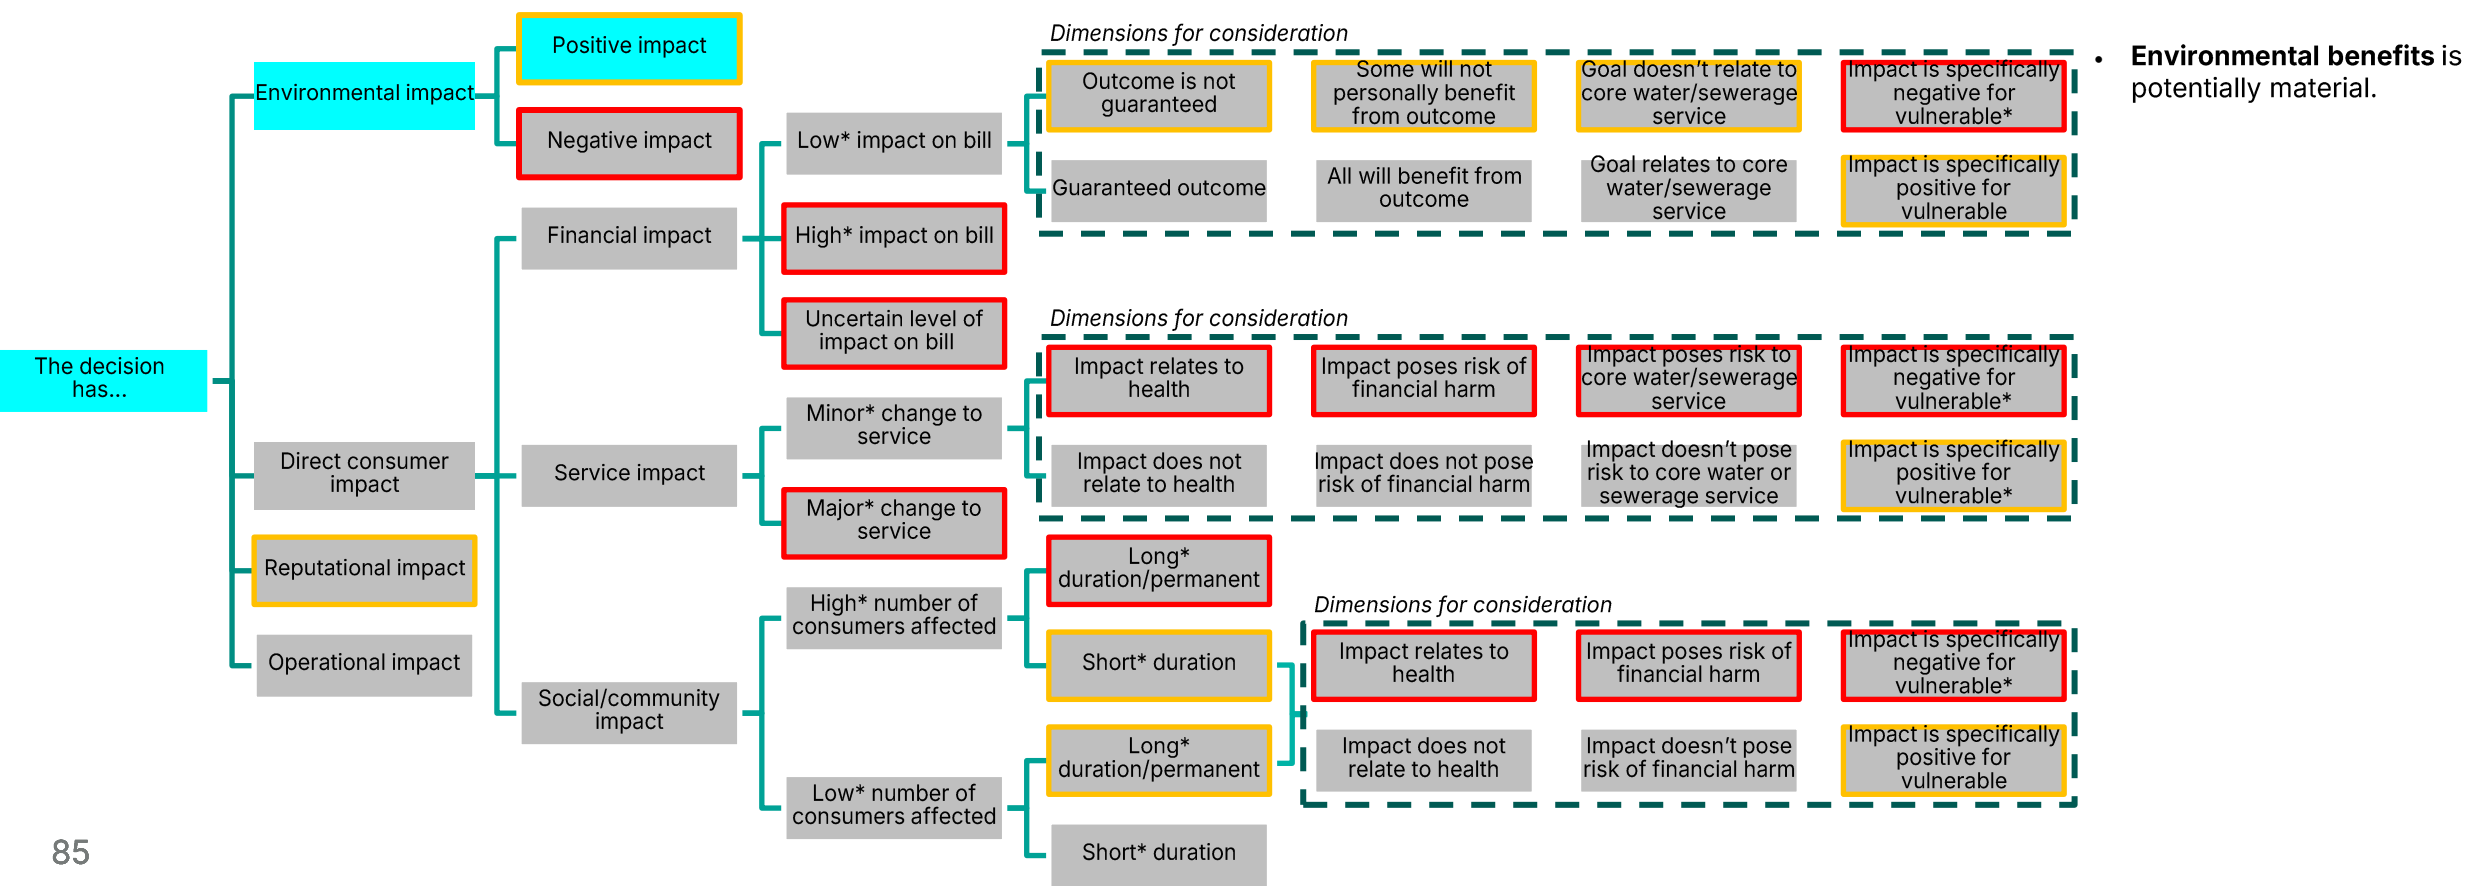 The decision
has...
Environmental impact
Positive impact
Negative impact
Direct consumer
impact
Reputational impact
Operational impact
Financial impact
Service impact
Social/community
impact
Low* impact on bill
High* impact on bill
Uncertain level of
impact on bill
Minor* change to
service
Major* change to
service
High* number of
consumers affected
Low* number of
consumers affected
Dimensions for consideration
Outcome is not
guaranteed
Some will not
personally benefit
from outcome
Goal doesn't relate to
core water/sewerage
service
Impact is specifically
negative for
vulnerable*
Guaranteed outcome
All will benefit from
outcome
Goal relates to core
water/sewerage
service
Impact is specifically
positive for
vulnerable
Dimensions for consideration
Impact relates to
health
Impact poses risk of
financial harm
Impact poses risk to
core water/sewerage
service
Impact is specifically
negative for
vulnerable*
Impact does not
relate to health
Impact does not pose
risk of financial harm
Impact doesn't pose
risk to core water or
sewerage service
Impact is specifically
positive for
vulnerable*
Long*
duration/permanent
Short* duration
Long*
duration/permanent
Short* duration
Dimensions for consideration
Impact relates to
health
Impact poses risk of
financial harm
Impact is specifically
negative for
vulnerable*
Impact does not
relate to health
Impact doesn't pose
risk of financial harm
Impact is specifically
positive for
vulnerable
• Environmental benefits is
potentially material.
85